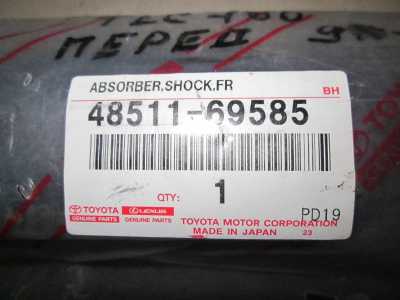 ПЕРЕД
ABSORBER,SHOCK,FR
BH
48511-69585
QTY:
1
PD19
TOYOTA
GENUINE PARTS
LEXUS
GENUINE PARTS
TOYOTA MOTOR CORPORATION
MADE IN JAPAN
23
TOYOTA